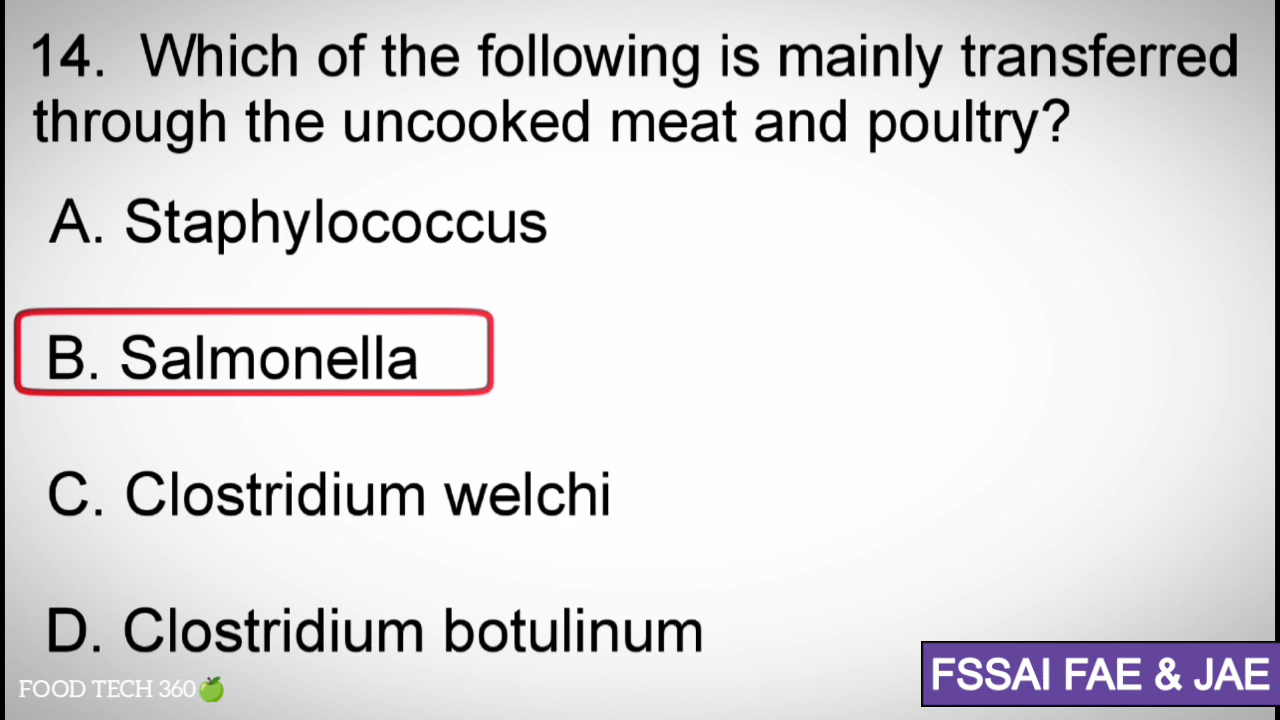 14. Which of the following is mainly transferred
through the uncooked meat and poultry?
A. Staphylococcus
B. Salmonella
C. Clostridium welchi
D. Clostridium botulinum
FOOD TECH 360🍏
FSSAI FAE & JAE